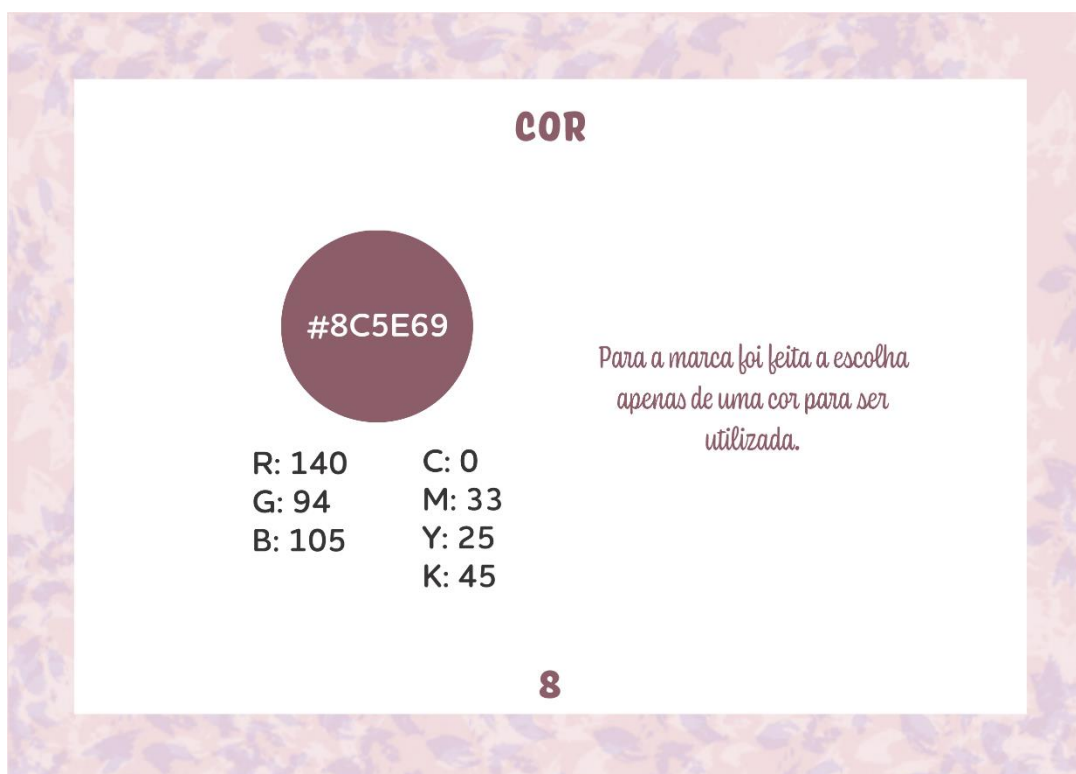 COR
#8C5E69
R: 140
G: 94
B: 105
C: 0
M: 33
Y: 25
K: 45
Para a marca foi feita a escolha
apenas de uma cor para ser
utilizada.
8